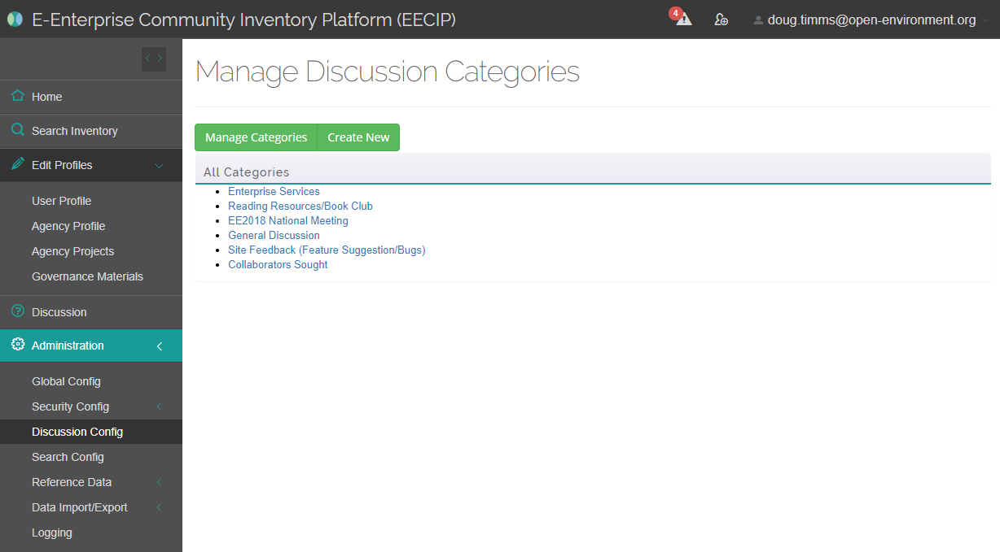 E-Enterprise Community Inventory Platform (EECIP)
4
doug.timms@open-environment.org
Home
Search Inventory
Edit Profiles
User Profile
Agency Profile
Agency Projects
Governance Materials
Discussion
Administration
Global Config
Security Config
Discussion Config
Search Config
Reference Data
Data Import/Export
Logging
Manage Discussion Categories
Manage Categories Create New
All Categories
Enterprise Services
Reading Resources/Book Club
EE2018 National Meeting
General Discussion
Site Feedback (Feature Suggestion/Bugs)
Collaborators Sought